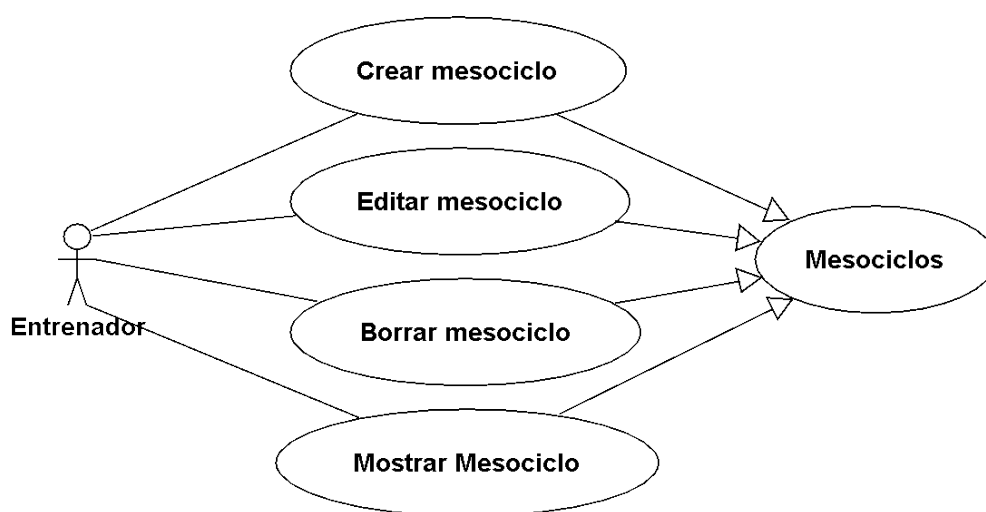 Crear mesociclo
Editar mesociclo
Mesociclos
Entrenador
Borrar mesociclo
Mostrar Mesociclo